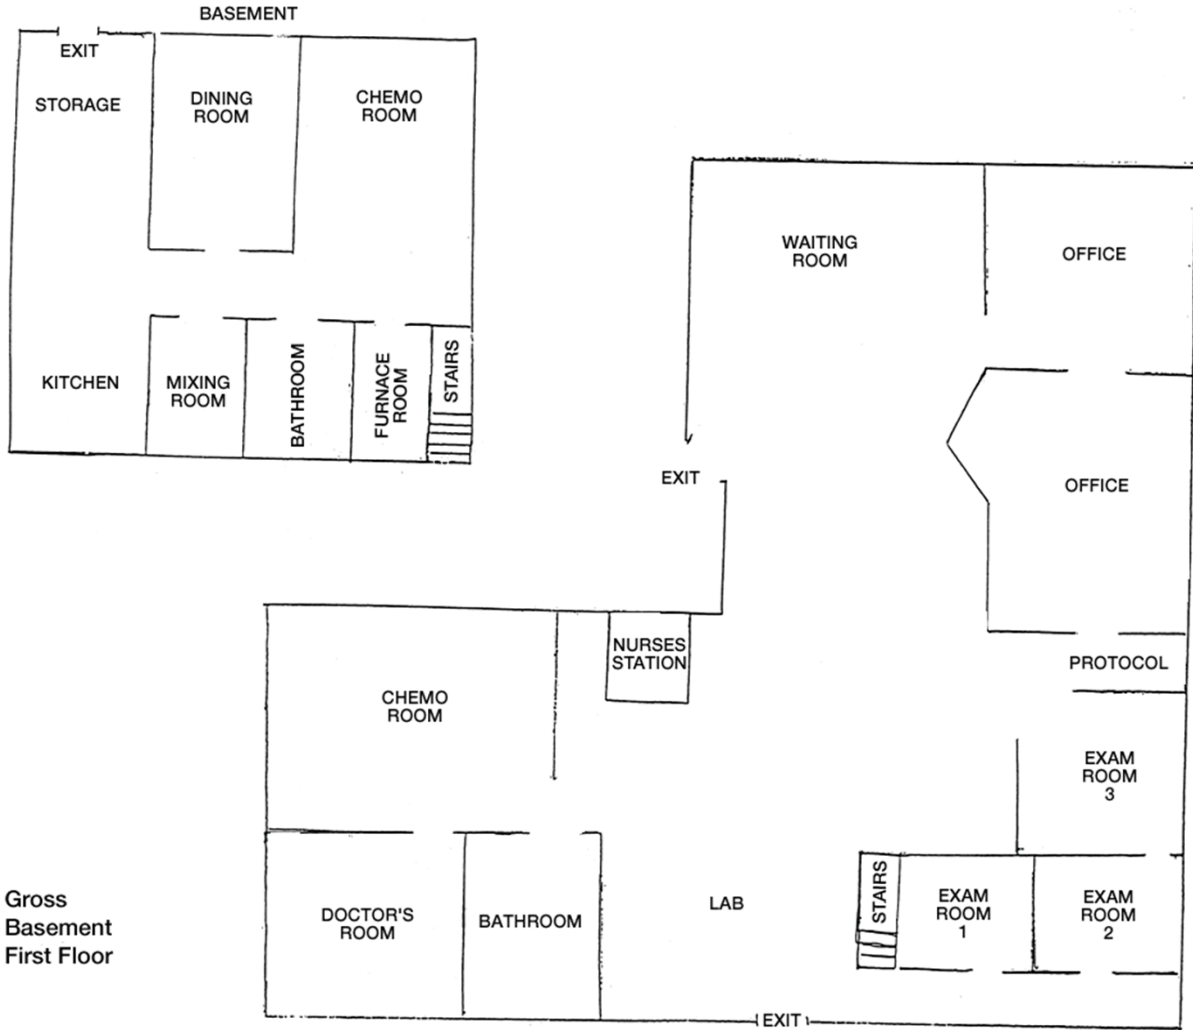 BASEMENT
EXIT
STORAGE
DINING
ROOM
CHEMO
ROOM
KITCHEN
MIXING
ROOM
BATHROOM
FURNACE
ROOM
STAIRS
WAITING
ROOM
OFFICE
EXIT
OFFICE
NURSES
STATION
PROTOCOL
CHEMO
ROOM
EXAM
ROOM
3
STAIRS
EXAM
ROOM
1
EXAM
ROOM
2
LAB
DOCTOR'S
ROOM
BATHROOM
EXIT
Gross
Basement
First Floor